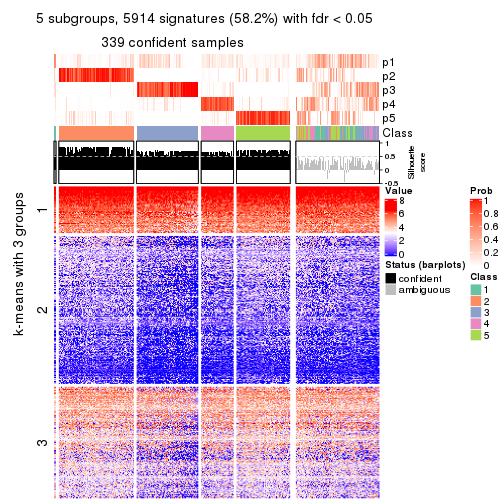 5 subgroups, 5914 signatures (58.2%) with fdr < 0.05
339 confident samples
p1
p2
p3
p4
p5
Class
1
0.5
0
-0.5
Silhouette
score
k-means with 3 groups
1
2
3
Value
8
6
4
2
0
Status (barplots)
confident
ambiguous
Prob
1
0.8
0.6
0.4
0.2
0
Class
1
2
3
4
5